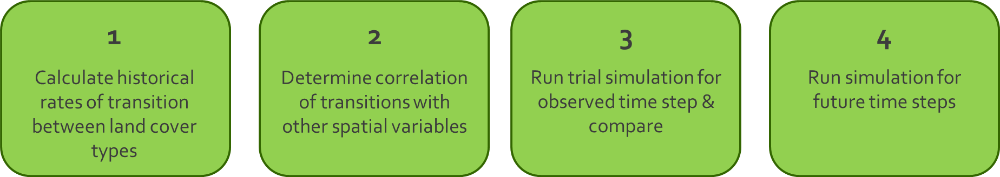 1
Calculate historical
rates of transition
between land cover
types
2
Determine correlation
of transitions with
other spatial variables
3
Run trial simulation for
observed time step &
compare
4
Run simulation for
future time steps